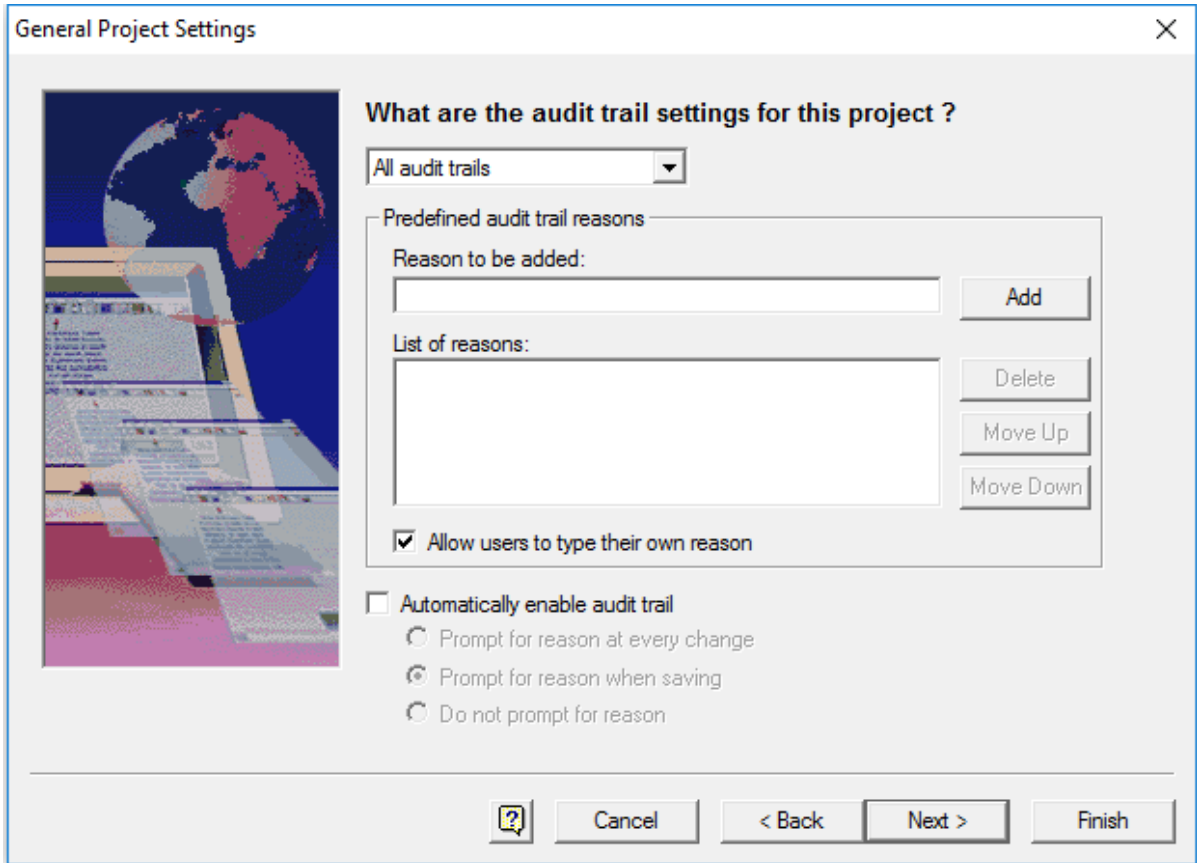 General Project Settings
What are the audit trail settings for this project ?
All audit trails
Predefined audit trail reasons
Reason to be added:
Add
List of reasons:
Delete
Move Up
Move Down
Allow users to type their own reason
Automatically enable audit trail
Prompt for reason at every change
Prompt for reason when saving
Do not prompt for reason
? Cancel < Back Next > Finish